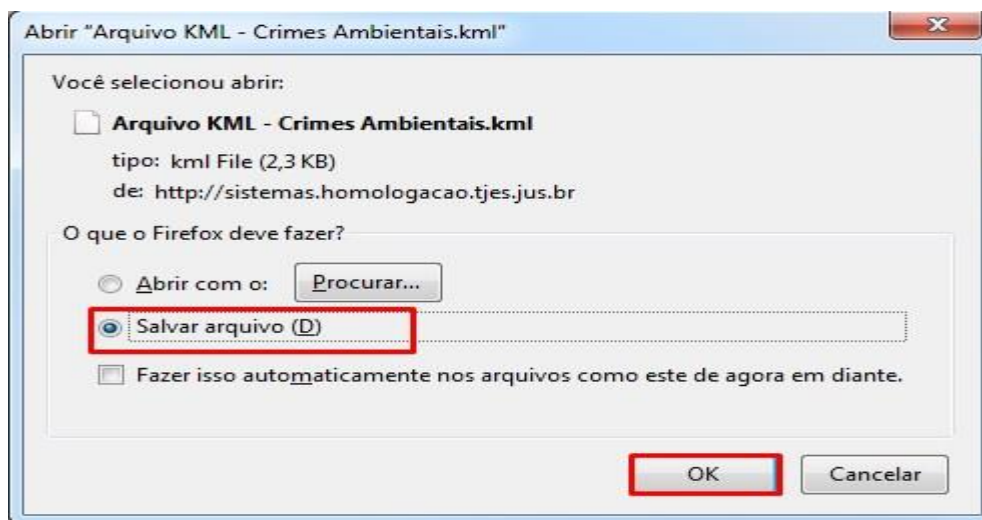 Abrir "Arquivo KML - Crimes Ambientais.kml"
Você selecionou abrir:
Arquivo KML - Crimes Ambientais.kml
tipo: kml File (2,3 KB)
de: http://sistemas.homologacao.tjes.jus.br
O que o Firefox deve fazer?
Abrir com o: Procurar...
Salvar arquivo (D)
Fazer isso automaticamente nos arquivos como este de agora em diante.
OK Cancelar